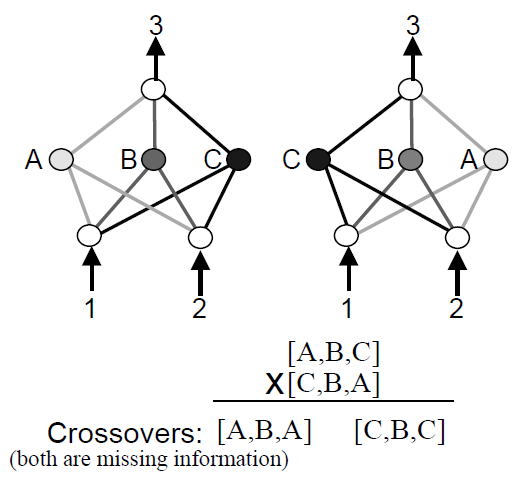 3 3
A B C C B A
1 2 1 2
[A,B,C]
X[C,B,A]
Crossovers: [A,B,A] [C,B,C]
(both are missing information)